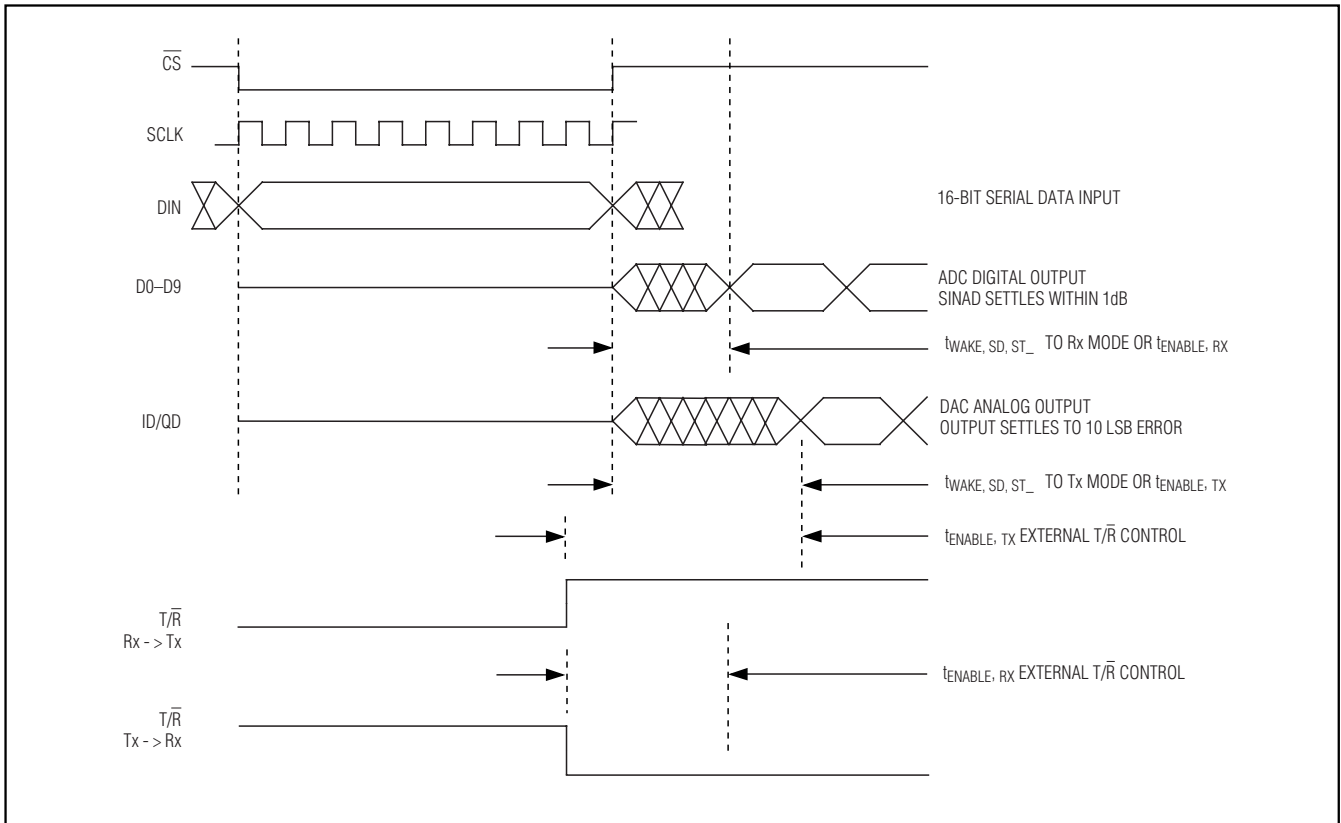 CS
SCLK
DIN
16-BIT SERIAL DATA INPUT
D0–D9
ADC DIGITAL OUTPUT
SINAD SETTLES WITHIN 1dB
tWAKE, SD, ST_ TO Rx MODE OR tENABLE, RX
ID/QD
DAC ANALOG OUTPUT
OUTPUT SETTLES TO 10 LSB ERROR
tWAKE, SD, ST_ TO Tx MODE OR tENABLE, TX
tENABLE, TX EXTERNAL T/R̅ CONTROL
T/R̅
Rx - > Tx
tENABLE, RX EXTERNAL T/R̅ CONTROL
T/R̅
Tx - > Rx